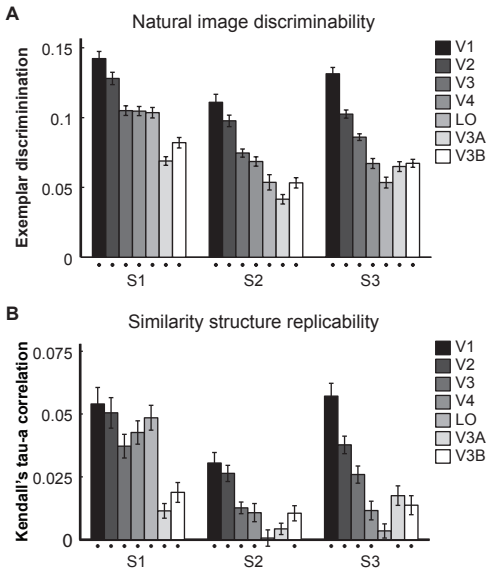 A
Natural image discriminability
Exemplar discriminination
0.15
0.1
0.05
0
S1
S2
S3
V1
V2
V3
V4
LO
V3A
V3B
B
Similarity structure replicability
Kendall's tau-a correlation
0.075
0.05
0.025
0
S1
S2
S3
V1
V2
V3
V4
LO
V3A
V3B